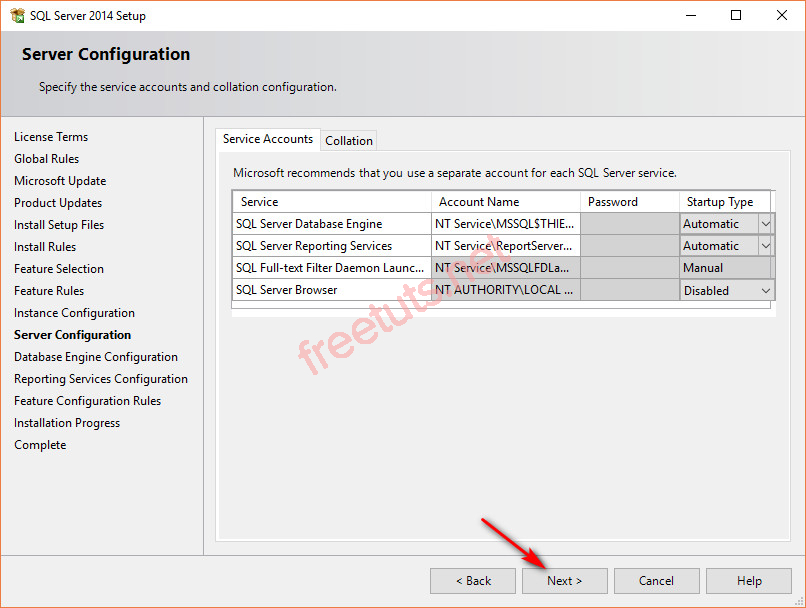 SQL Server 2014 Setup
Server Configuration
Specify the service accounts and collation configuration.
License Terms
Global Rules
Microsoft Update
Product Updates
Install Setup Files
Install Rules
Feature Selection
Feature Rules
Instance Configuration
Server Configuration
Database Engine Configuration
Reporting Services Configuration
Feature Configuration Rules
Installation Progress
Complete
Service Accounts Collation
Microsoft recommends that you use a separate account for each SQL Server service.
Service Account Name Password Startup Type
SQL Server Database Engine NT Service\MSSQL$THIE... Automatic
SQL Server Reporting Services NT Service\ReportServer... Automatic
SQL Full-text Filter Daemon Launc... NT Service\MSSQLFDLa... Manual
SQL Server Browser NT AUTHORITY\LOCAL ... Disabled
freetuts.net
< Back Next > Cancel Help